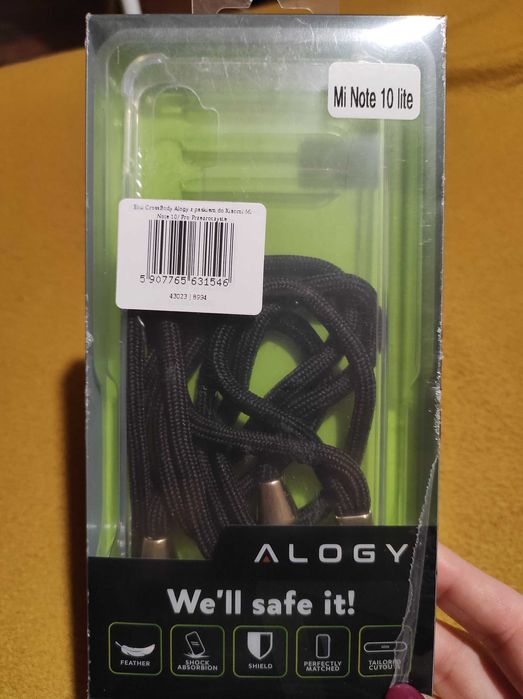 Mi Note 10 lite
Etui CrossBody Alogy z paskiem do Xiaomi Mi
Note 10/ Pro Przezroczyste
5 907765 631546
43023 | 8994
ALOGY
We'll safe it!
FEATHER
SHOCK
ABSORBION
SHIELD
PERFECTLY
MATCHED
TAILORED
CUTOUTS